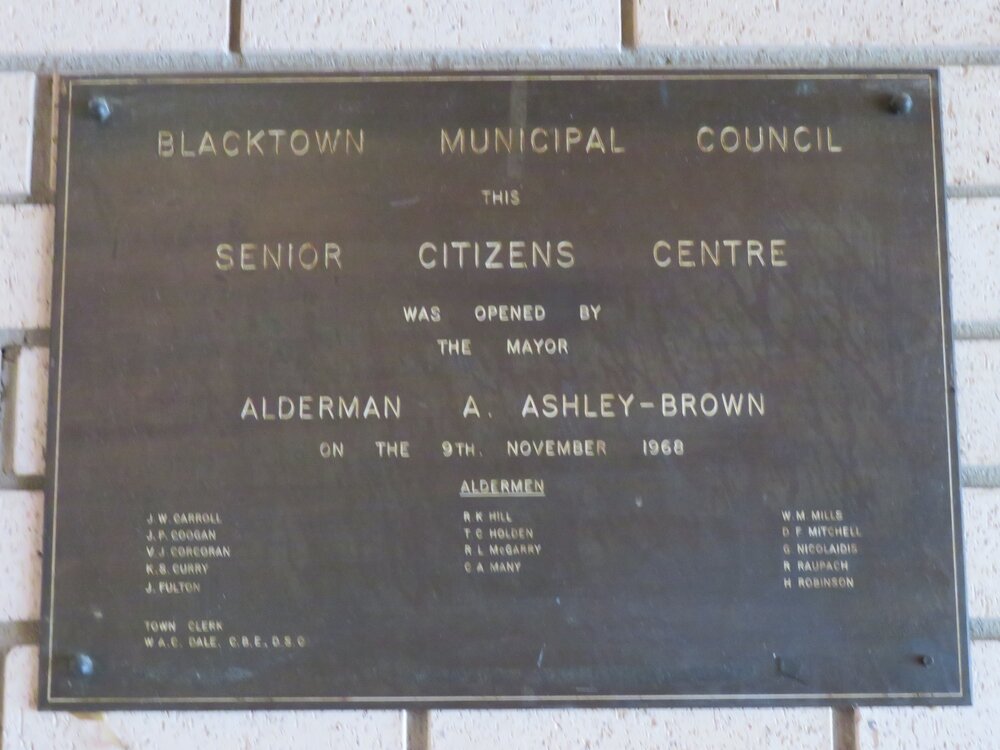 BLACKTOWN MUNICIPAL COUNCIL
THIS
SENIOR CITIZENS CENTRE
WAS OPENED BY
THE MAYOR
ALDERMAN A. ASHLEY-BROWN
ON THE 9TH. NOVEMBER 1968
ALDERMEN
J. W. CARROLL
J. P. COOGAN
V. J. CORCORAN
K. S. CURRY
J. FULTON
R. K HILL
T C HOLDEN
R L McGARRY
C A MANY
W. M. MILLS
D F MITCHELL
G NICOLAIDIS
R RAUPACH
H ROBINSON
TOWN CLERK
W A.C. DALE. C.B.E., D.S.O